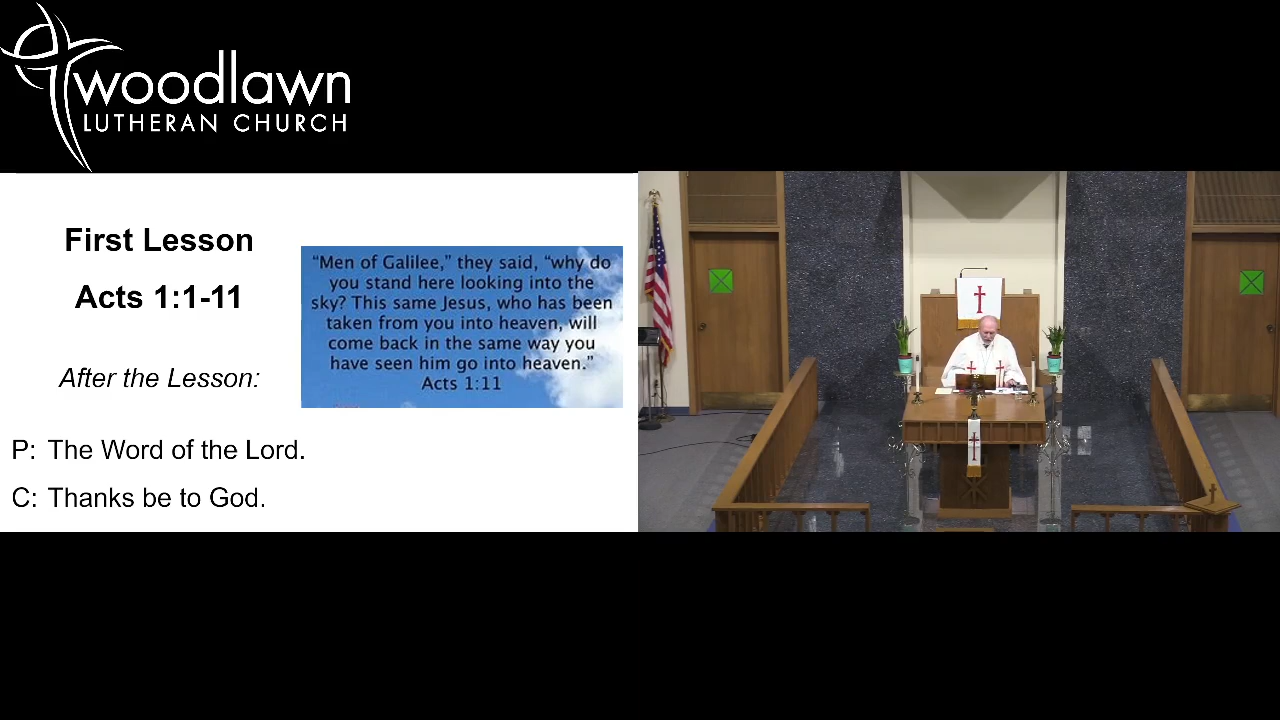 woodlawn
LUTHERAN CHURCH
First Lesson
Acts 1:1-11
After the Lesson:
P: The Word of the Lord.
C: Thanks be to God.
“Men of Galilee,” they said, “why do
you stand here looking into the
sky? This same Jesus, who has been
taken from you into heaven, will
come back in the same way you
have seen him go into heaven.”
Acts 1:11